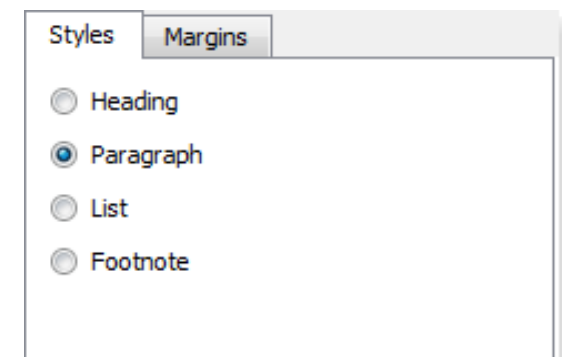 Styles Margins
Heading
Paragraph
List
Footnote